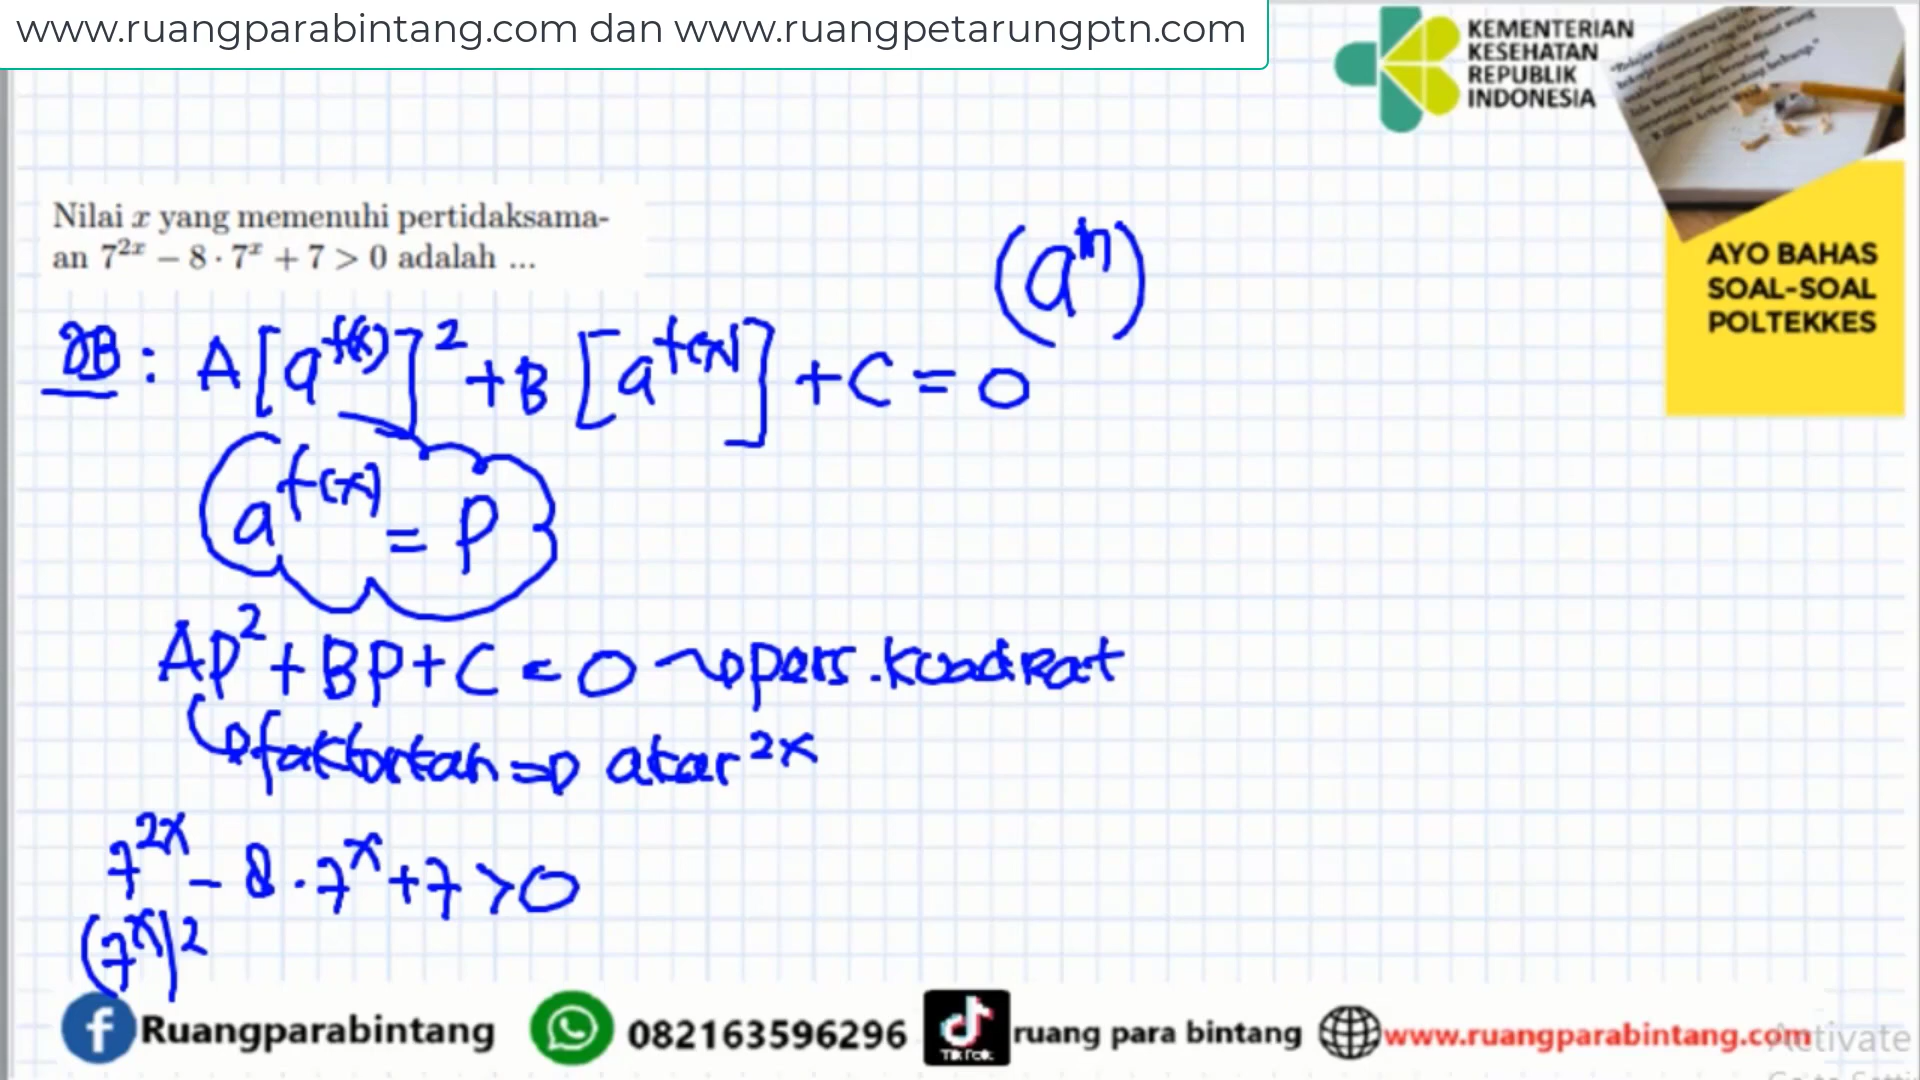 www.ruangparabintang.com dan www.ruangpetarungptn.com
KEMENTERIAN
KESEHATAN
REPUBLIK
INDONESIA
AYO BAHAS
SOAL-SOAL
POLTEKKES
Nilai x yang memenuhi pertidaksama-
an 7^{2x} − 8 · 7^x + 7 > 0 adalah ...
(a^m)
: A[a^{f(x)}]^2 + B[a^{f(x)}] + C = 0
a^{f(x)} = P
AP^2 + BP + C = 0 → pers. kuadrat
faktorkan ⇒ akar^{2x}
7^{2x} - 8 · 7^x + 7 > 0
(7^x)^2
Ruangparabintang
082163596296
TikTok
ruang para bintang
www.ruangparabintang.com
Activate